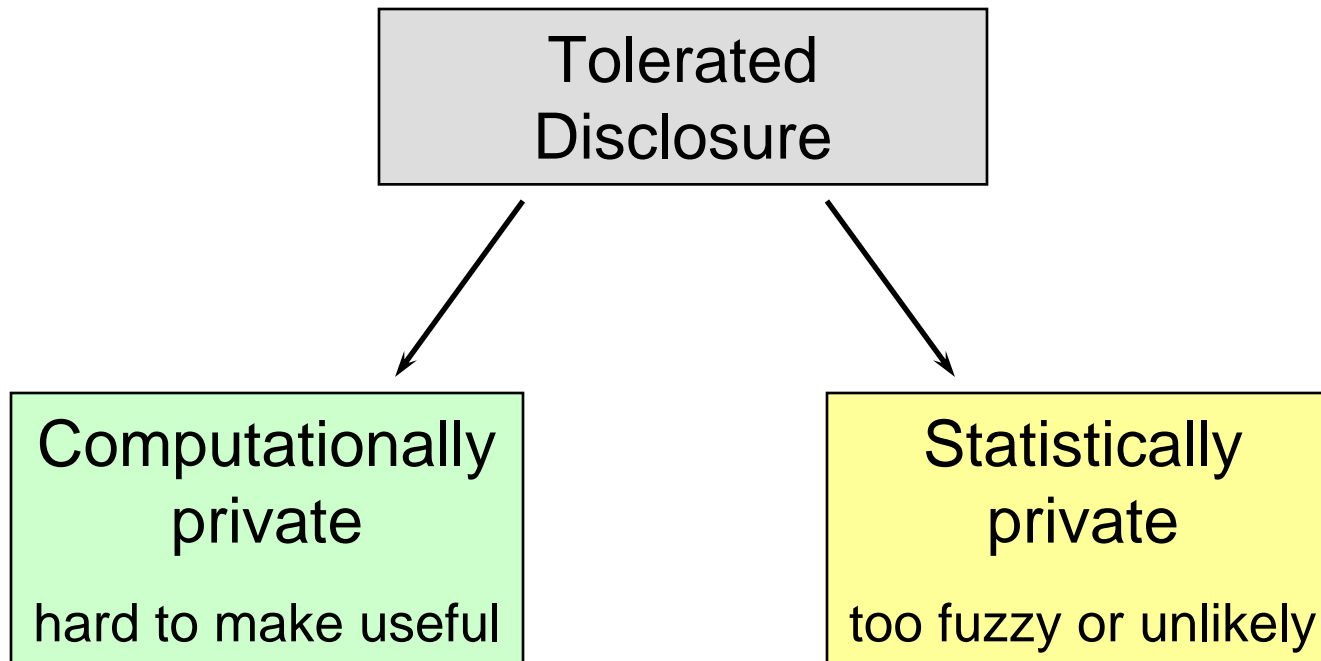 Tolerated
Disclosure
Computationally
private
hard to make useful
Statistically
private
too fuzzy or unlikely